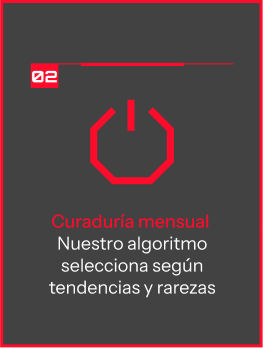 02
Curaduría mensual
Nuestro algoritmo
selecciona según
tendencias y rarezas